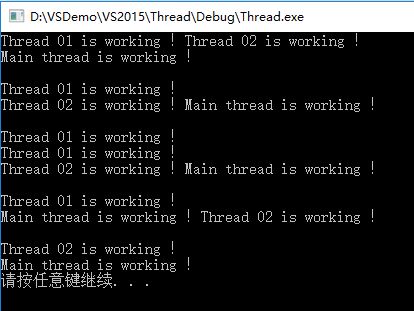 D:\VSDemo\VS2015\Thread\Debug\Thread.exe
Thread 01 is working ! Thread 02 is working !
Main thread is working !
Thread 01 is working !
Thread 02 is working ! Main thread is working !
Thread 01 is working !
Thread 01 is working !
Thread 02 is working ! Main thread is working !
Thread 01 is working !
Main thread is working ! Thread 02 is working !
Thread 02 is working !
Main thread is working !
请按任意键继续. . .